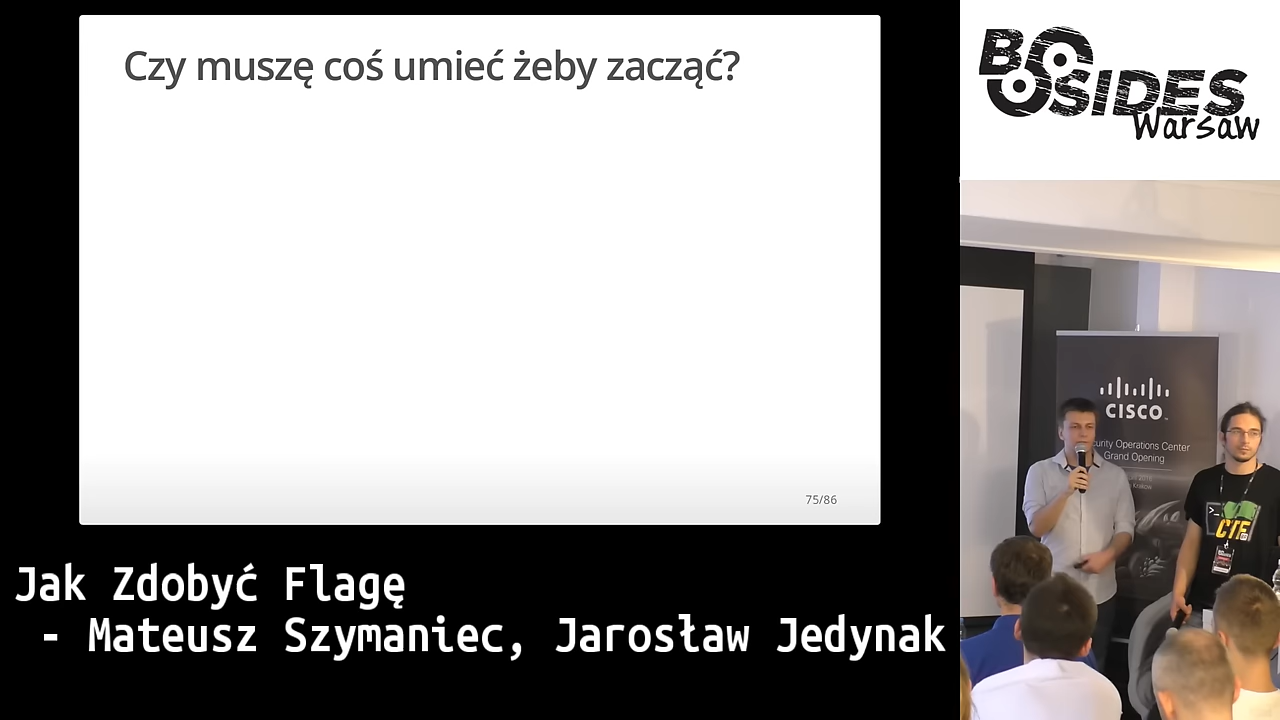 Czy muszę coś umieć żeby zacząć?
75/86
Jak Zdobyć Flagę
- Mateusz Szymaniec, Jarosław Jedynak
BSIDES
Warsaw
CISCO
Security Operations Center
Grand Opening
Krakow
>_
CTF